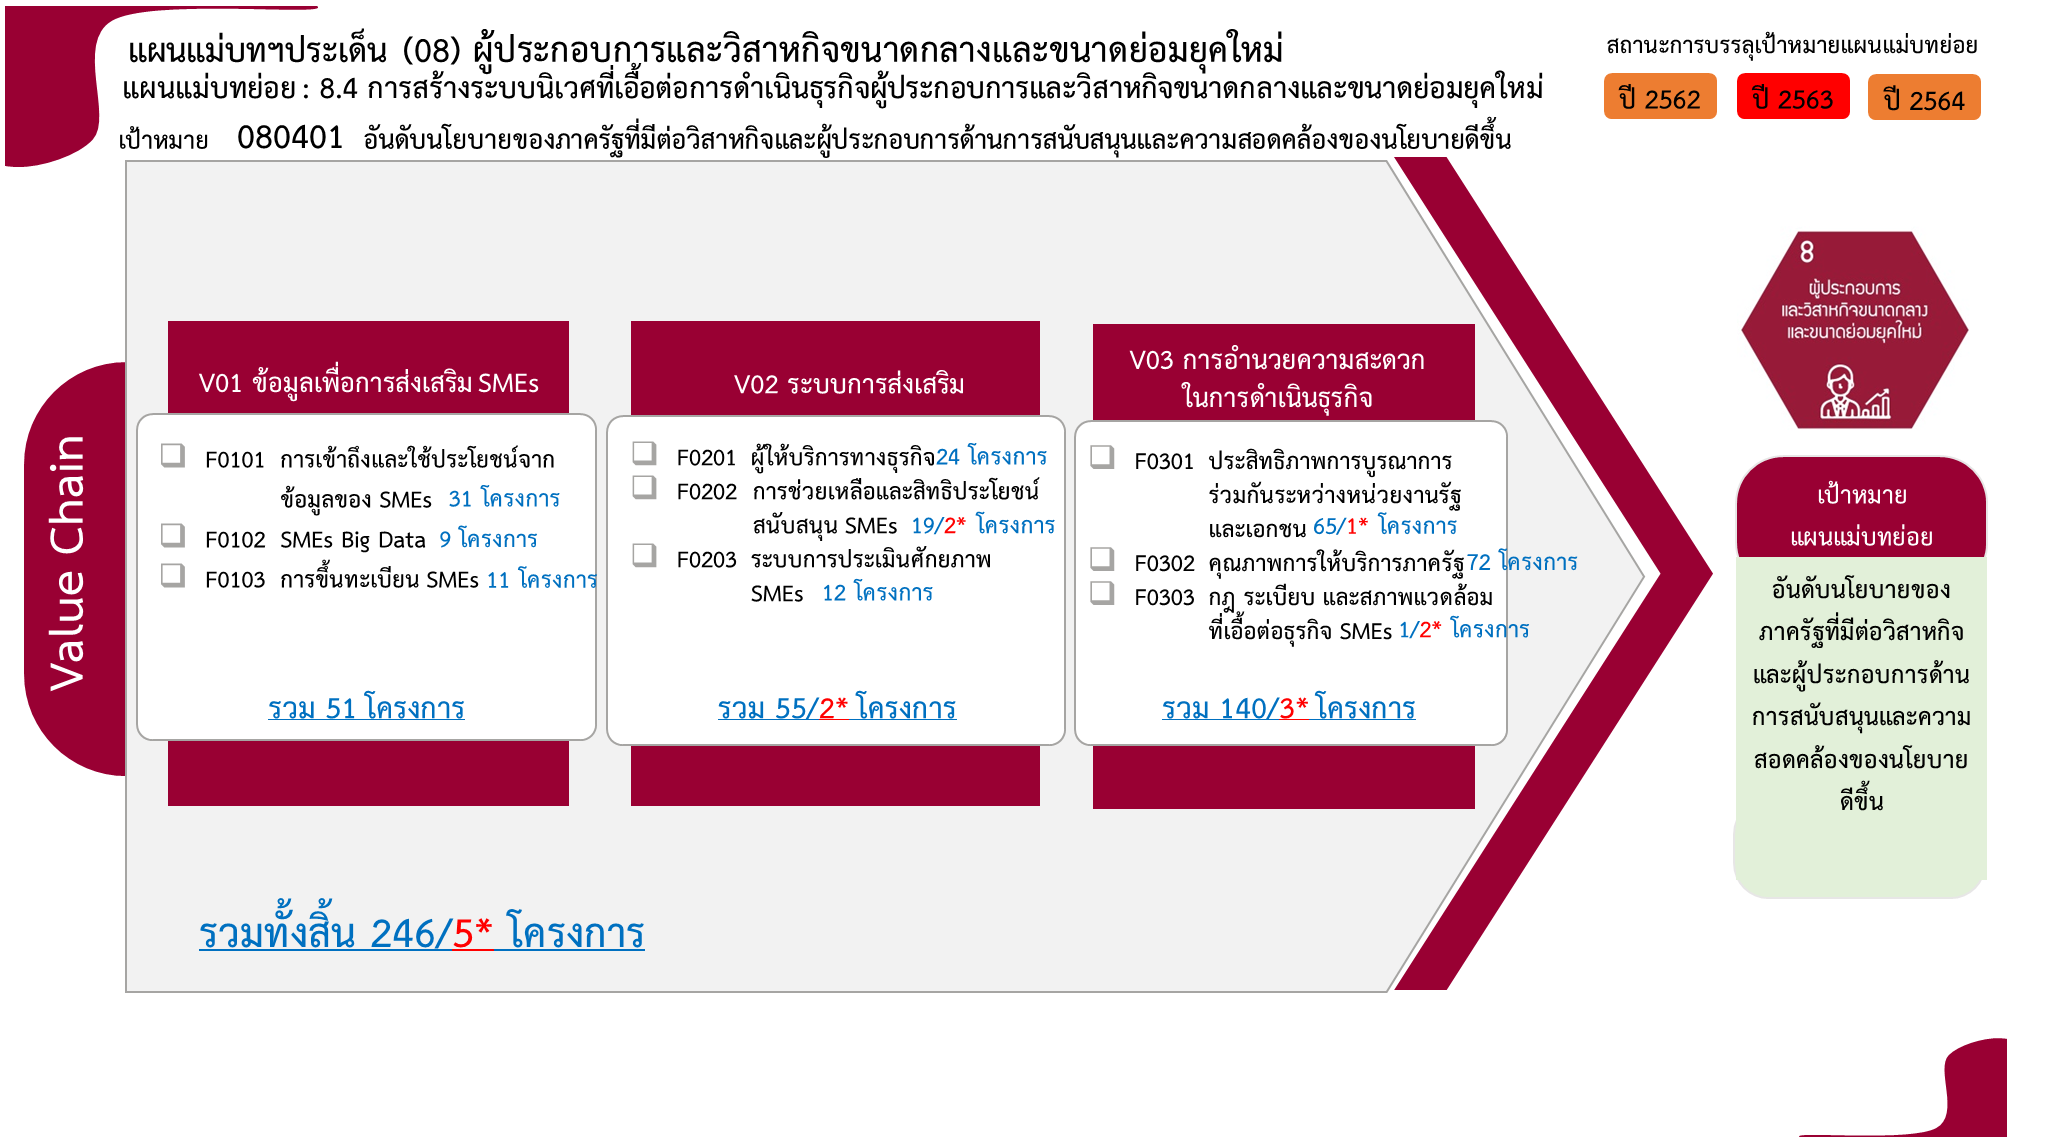 แผนแม่บทฯประเด็น (08) ผู้ประกอบการและวิสาหกิจขนาดกลางและขนาดย่อมยุคใหม่
แผนแม่บทย่อย : 8.4 การสร้างระบบนิเวศที่เอื้อต่อการดำเนินธุรกิจผู้ประกอบการและวิสาหกิจขนาดกลางและขนาดย่อมยุคใหม่
เป้าหมาย 080401 อันดับนโยบายของภาครัฐที่มีต่อวิสาหกิจและผู้ประกอบการด้านการสนับสนุนและความสอดคล้องของนโยบายดีขึ้น
สถานะการบรรลุเป้าหมายแผนแม่บทย่อย
ปี 2562 ปี 2563 ปี 2564
Value Chain
V01 ข้อมูลเพื่อการส่งเสริม SMEs
F0101 การเข้าถึงและใช้ประโยชน์จาก
ข้อมูลของ SMEs 31 โครงการ
F0102 SMEs Big Data 9 โครงการ
F0103 การขึ้นทะเบียน SMEs 11 โครงการ
รวม 51 โครงการ
V02 ระบบการส่งเสริม
F0201 ผู้ให้บริการทางธุรกิจ24 โครงการ
F0202 การช่วยเหลือและสิทธิประโยชน์
สนับสนุน SMEs 19/2* โครงการ
F0203 ระบบการประเมินศักยภาพ
SMEs 12 โครงการ
รวม 55/2* โครงการ
V03 การอำนวยความสะดวก
ในการดำเนินธุรกิจ
F0301 ประสิทธิภาพการบูรณาการ
ร่วมกันระหว่างหน่วยงานรัฐ
และเอกชน 65/1* โครงการ
F0302 คุณภาพการให้บริการภาครัฐ72 โครงการ
F0303 กฎ ระเบียบ และสภาพแวดล้อม
ที่เอื้อต่อธุรกิจ SMEs 1/2* โครงการ
รวม 140/3* โครงการ
รวมทั้งสิ้น 246/5* โครงการ
8
ผู้ประกอบการ
และวิสาหกิจขนาดกลาง
และขนาดย่อมยุคใหม่
เป้าหมาย
แผนแม่บทย่อย
อันดับนโยบายของ
ภาครัฐที่มีต่อวิสาหกิจ
และผู้ประกอบการด้าน
การสนับสนุนและความ
สอดคล้องของนโยบาย
ดีขึ้น